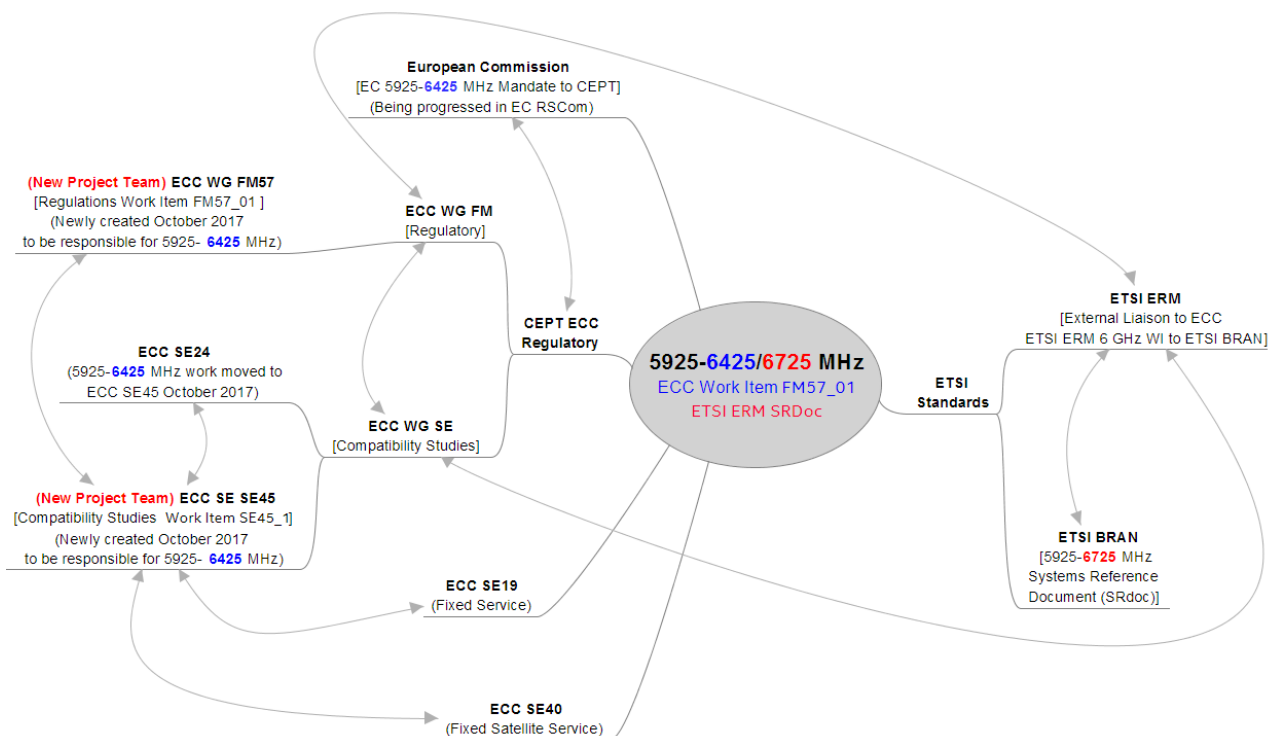 European Commission
[EC 5925-6425 MHz Mandate to CEPT]
(Being progressed in EC RSCom)
(New Project Team) ECC WG FM57
[Regulations Work Item FM57_01 ]
(Newly created October 2017
to be responsible for 5925- 6425 MHz)
ECC WG FM
[Regulatory]
CEPT ECC
Regulatory
ECC SE24
(5925-6425 MHz work moved to
ECC SE45 October 2017)
ECC WG SE
[Compatibility Studies]
(New Project Team) ECC SE SE45
[Compatibility Studies Work Item SE45_1]
(Newly created October 2017
to be responsible for 5925- 6425 MHz)
ECC SE19
(Fixed Service)
ECC SE40
(Fixed Satellite Service)
5925-6425/6725 MHz
ECC Work Item FM57_01
ETSI ERM SRDoc
ETSI
Standards
ETSI ERM
[External Liaison to ECC
ETSI ERM 6 GHz WI to ETSI BRAN]
ETSI BRAN
[5925-6725 MHz
Systems Reference
Document (SRdoc)]